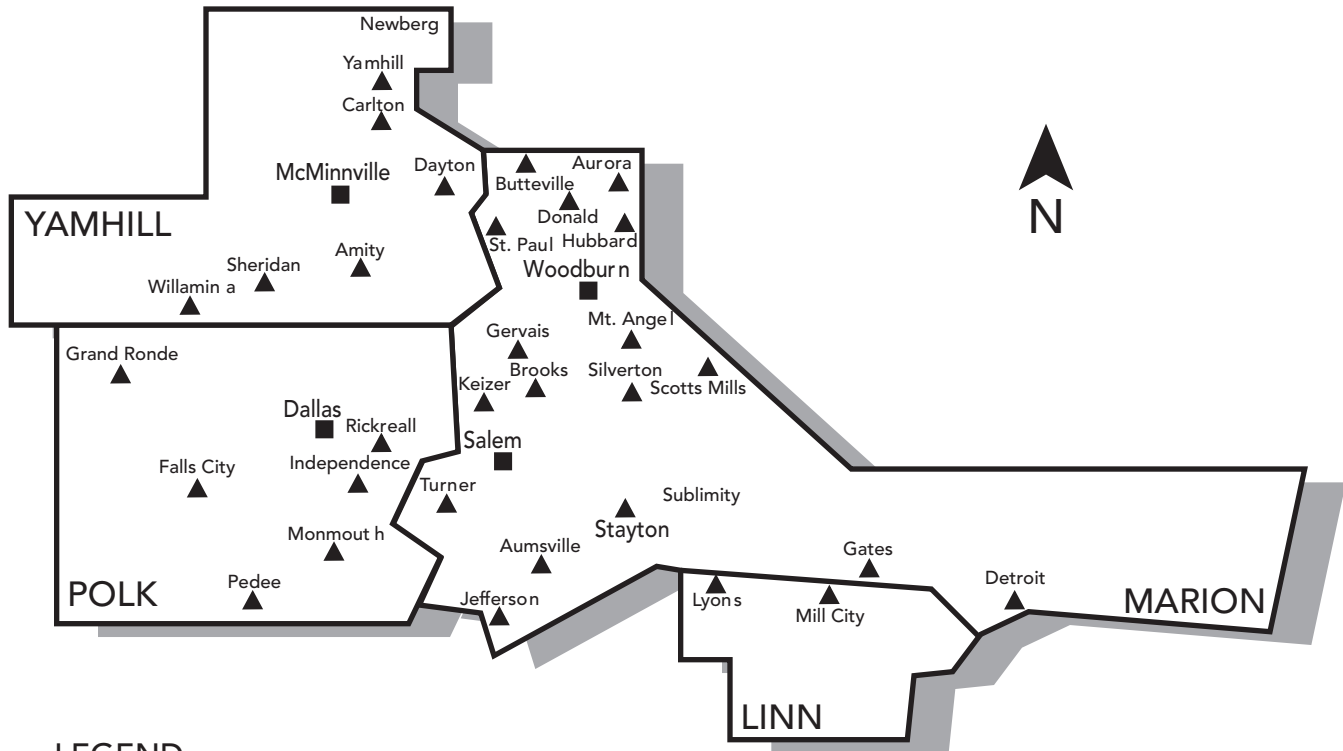 Newberg
Yamhill
Carlton
McMinnville
Dayton
Butteville
Aurora
Donald
St. Paul
Hubbard
YAMHILL
Amity
Sheridan
Willamin a
Woodburn
N
Mt. Angel
Gervais
Brooks
Silverton
Scotts Mills
Keizer
Salem
Grand Ronde
Dallas
Rickreall
Independence
Falls City
Turner
Sublimity
Stayton
Monmout h
Aumsville
Pedee
POLK
Jefferson
Gates
Lyons
Mill City
Detroit
MARION
LINN
LEGEND